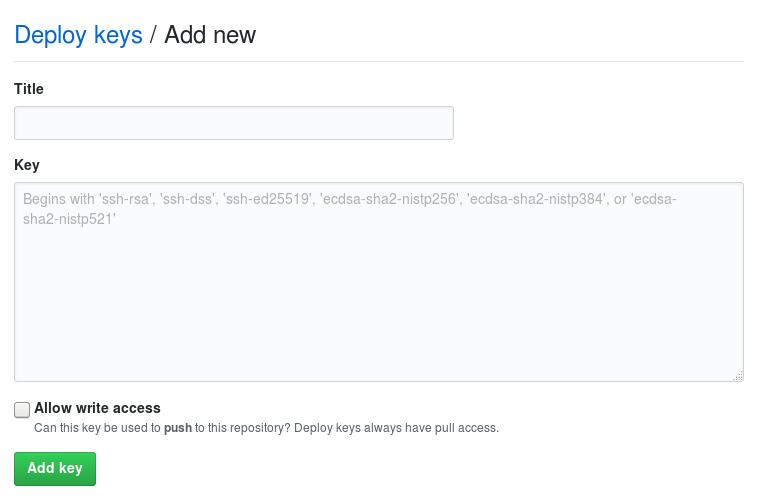 Deploy keys / Add new
Title
Key
Begins with 'ssh-rsa', 'ssh-dss', 'ssh-ed25519', 'ecdsa-sha2-nistp256', 'ecdsa-sha2-nistp384', or 'ecdsa-
sha2-nistp521'
Allow write access
Can this key be used to push to this repository? Deploy keys always have pull access.
Add key